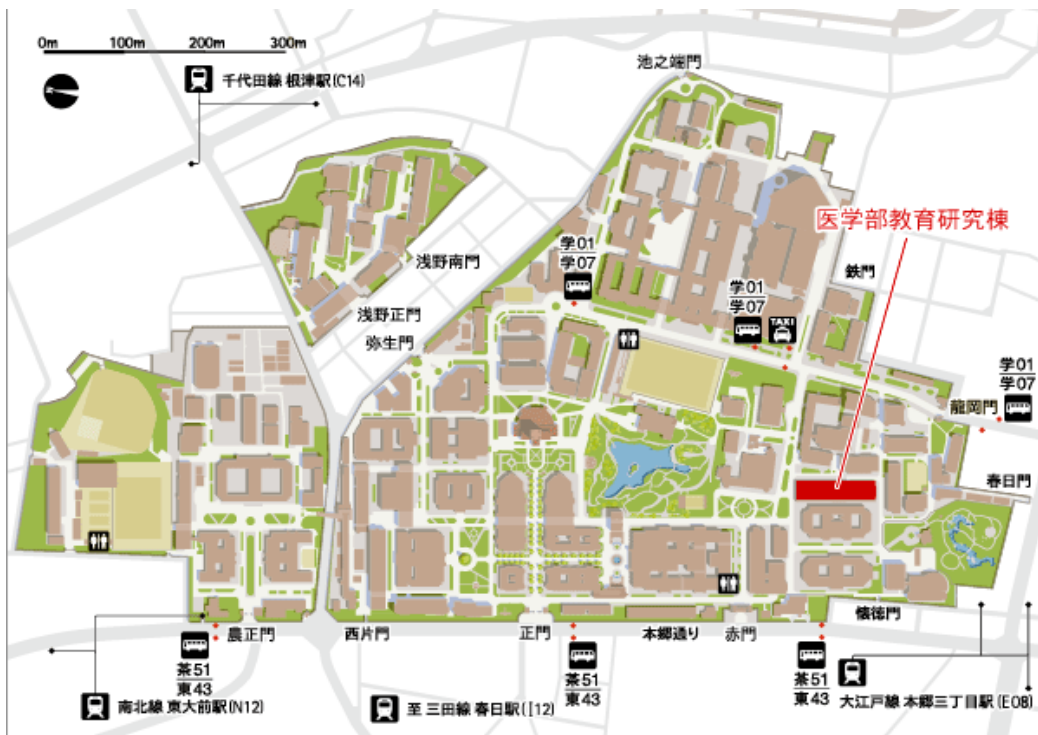 0m 100m 200m 300m
千代田線 根津駅(C14)
池之端門
医学部教育研究棟
学01
学07
浅野南門
学01
学07
TAXI
鉄門
浅野正門
弥生門
学01
学07
龍岡門
春日門
懐徳門
農正門
西片門
正門
本郷通り
赤門
茶51
東43
茶51
東43
茶51
東43
大江戸線 本郷三丁目駅(E08)
南北線 東大前駅(N12)
至 三田線 春日駅(I12)